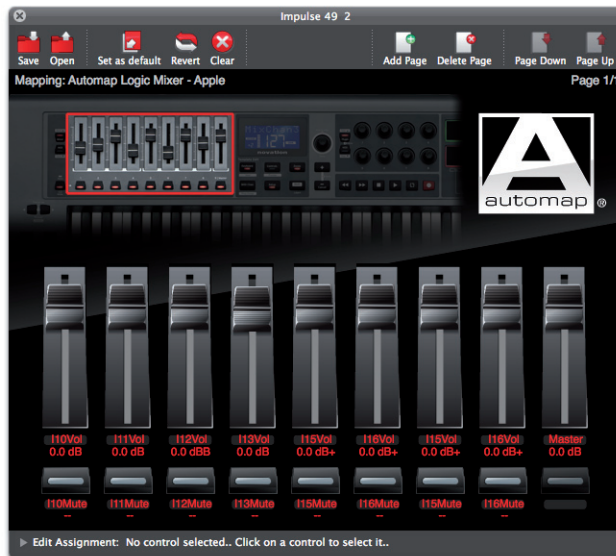 Impulse 49 2
Save Open Set as default Revert Clear Add Page Delete Page Page Down Page Up
Mapping: Automap Logic Mixer - Apple Page 1/1
automap ®
I10Vol I11Vol I12Vol I13Vol I15Vol I16Vol I15Vol I16Vol Master
0.0 dB 0.0 dB 0.0 dBB 0.0 dB 0.0 dB+ 0.0 dB+ 0.0 dB+ 0.0 dB+ 0.0 dB
I10Mute I11Mute I12Mute I13Mute I15Mute I16Mute I15Mute I16Mute
-- -- -- -- -- -- -- --
Edit Assignment: No control selected.. Click on a control to select it..